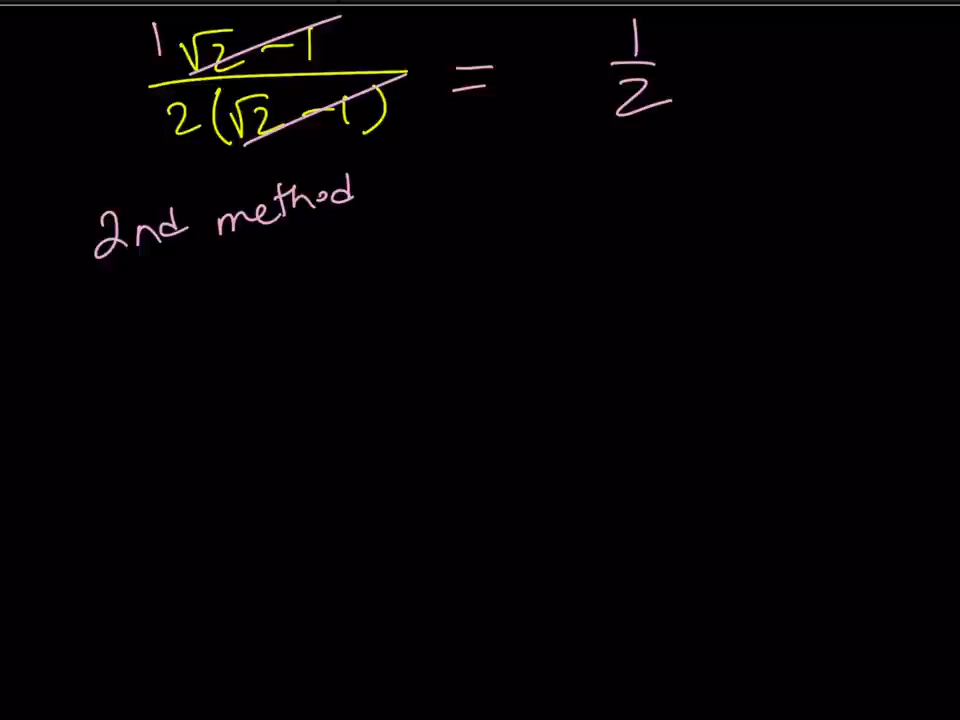 1 √2 - 1 / 2(√2 - 1) = 1/2
2nd method